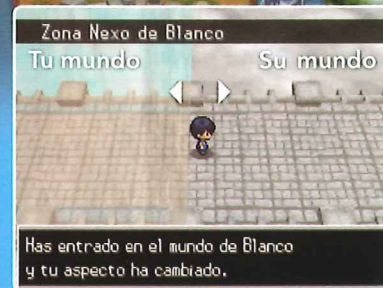 Zona Nexo de Blanco
Tu mundo Su mundo
Has entrado en el mundo de Blanco
y tu aspecto ha cambiado.